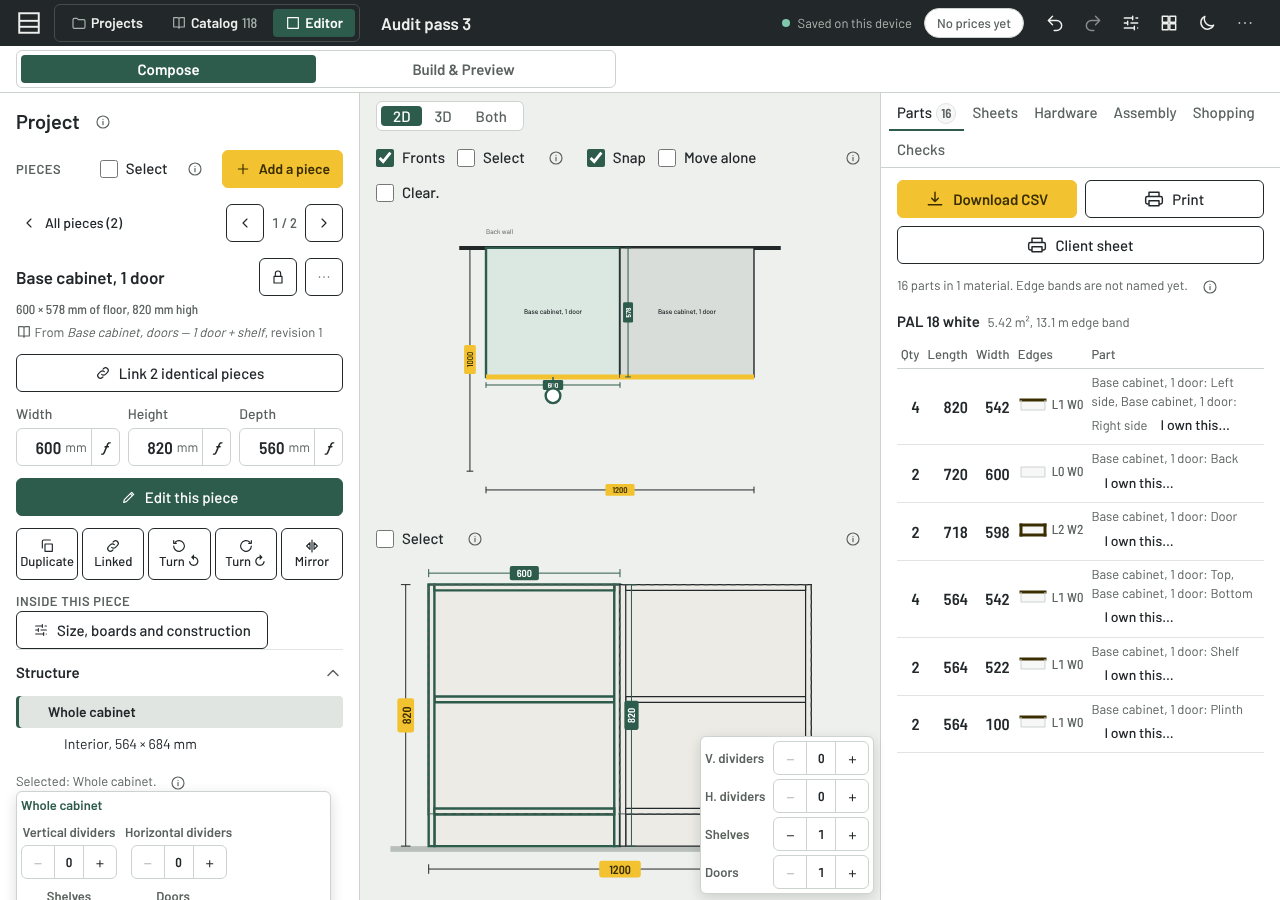 Projects
Catalog 118
Editor
Audit pass 3
Saved on this device
No prices yet
Compose
Build & Preview
Project
PIECES
Select
Add a piece
All pieces (2)
1 / 2
Base cabinet, 1 door
600 × 578 mm of floor, 820 mm high
From Base cabinet, doors — 1 door + shelf, revision 1
Link 2 identical pieces
Width
Height
Depth
600 mm
820 mm
560 mm
Edit this piece
Duplicate
Linked
Turn
Turn
Mirror
INSIDE THIS PIECE
Size, boards and construction
Structure
Whole cabinet
Interior, 564 × 684 mm
Selected: Whole cabinet.
Whole cabinet
Vertical dividers
Horizontal dividers
− 0 +
− 0 +
Shelves
Doors
2D
3D
Both
Fronts
Select
Snap
Move alone
Clear.
Back wall
Base cabinet, 1 door
Base cabinet, 1 door
578
1000
1200
Select
600
820
820
1200
V. dividers − 0 +
H. dividers − 0 +
Shelves − 1 +
Doors − 1 +
Parts 16
Sheets
Hardware
Assembly
Shopping
Checks
Download CSV
Print
Client sheet
16 parts in 1 material. Edge bands are not named yet.
PAL 18 white 5.42 m², 13.1 m edge band
Qty Length Width Edges Part
4 820 542 L1 W0 Base cabinet, 1 door: Left
side, Base cabinet, 1 door:
Right side I own this...
2 720 600 L0 W0 Base cabinet, 1 door: Back
I own this...
2 718 598 L2 W2 Base cabinet, 1 door: Door
I own this...
4 564 542 L1 W0 Base cabinet, 1 door: Top,
Base cabinet, 1 door: Bottom
I own this...
2 564 522 L1 W0 Base cabinet, 1 door: Shelf
I own this...
2 564 100 L1 W0 Base cabinet, 1 door: Plinth
I own this...